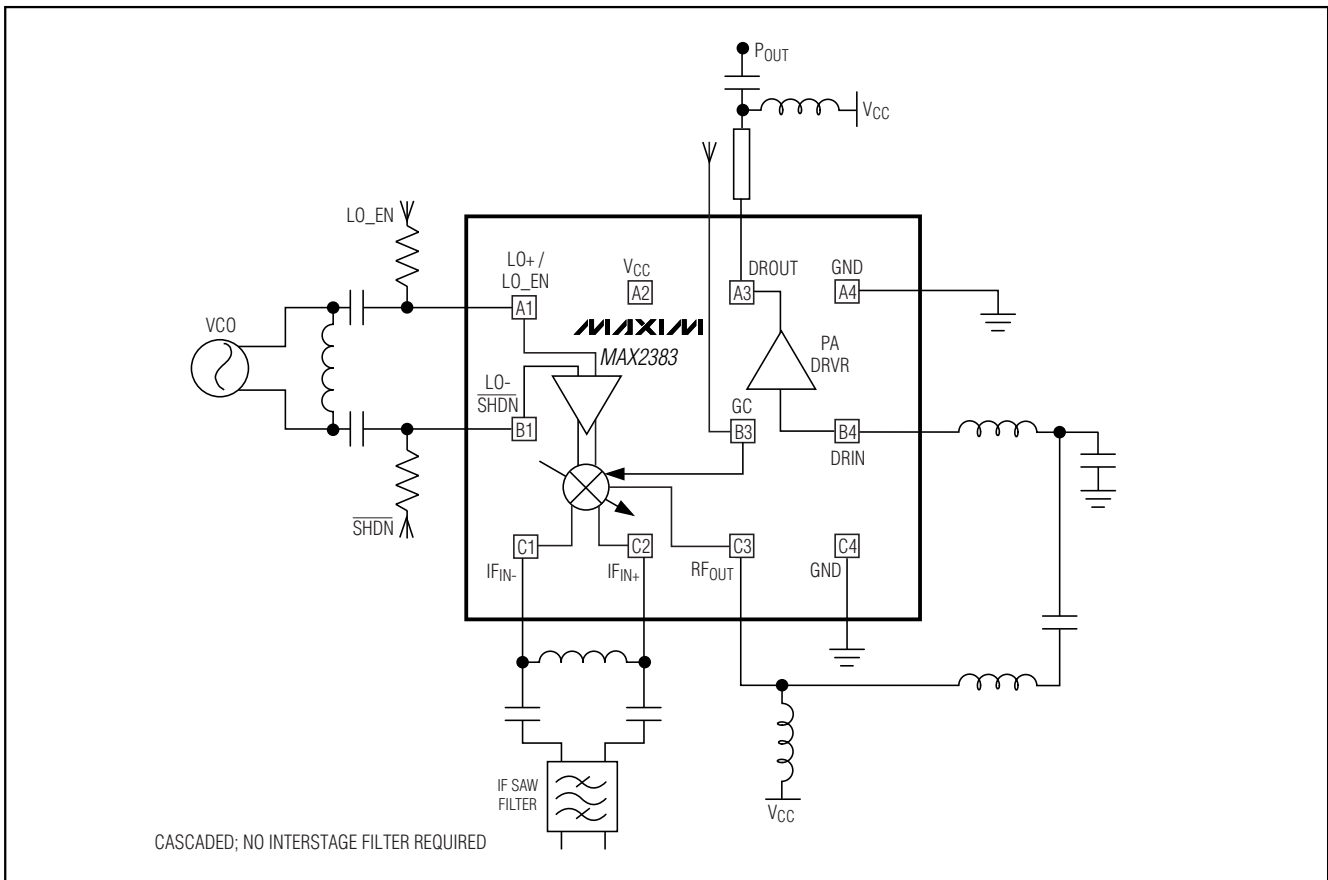 POUT
VCC
LO_EN
LO+ /
LO_EN
VCC
DROUT
GND
A1
A2
A3
A4
VCO
MAXIM
MAX2383
PA
DRVR
LO-
SHDN
GC
B1
B3
B4
DRIN
SHDN
C1
C2
C3
C4
IFIN-
IFIN+
RFOUT
GND
IF SAW
FILTER
VCC
CASCADED; NO INTERSTAGE FILTER REQUIRED